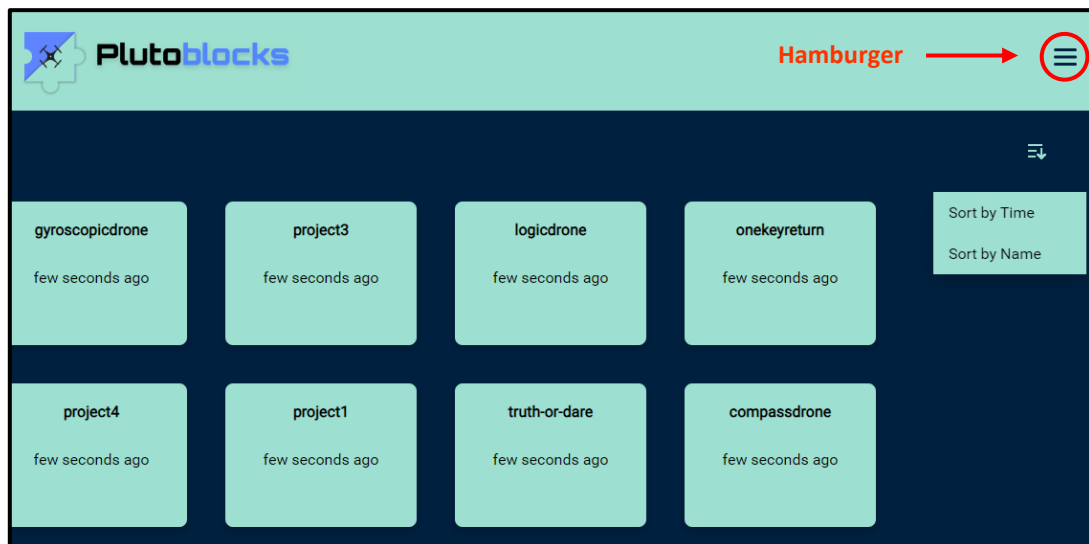 Plutoblocks
Hamburger
Sort by Time
Sort by Name
gyroscopicdrone
few seconds ago
project3
few seconds ago
logicdrone
few seconds ago
onekeyreturn
few seconds ago
project4
few seconds ago
project1
few seconds ago
truth-or-dare
few seconds ago
compassdrone
few seconds ago